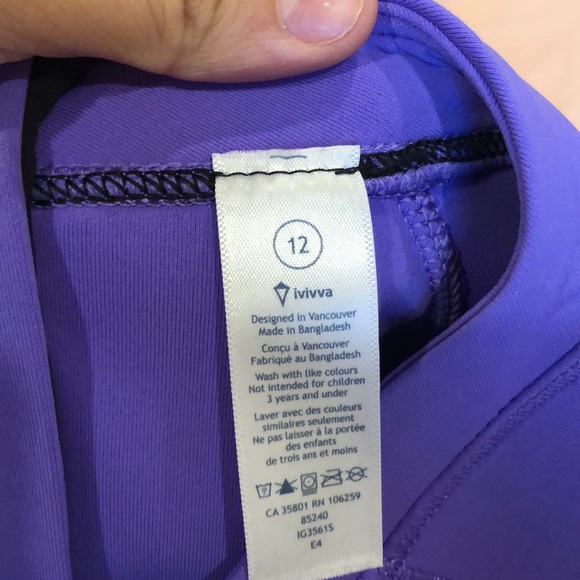 12
ivivva
Designed in Vancouver
Made in Bangladesh
Conçu à Vancouver
Fabriqué au Bangladesh
Wash with like colours
Not intended for children
3 years and under
Laver avec des couleurs
similaires seulement
Ne pas laisser à la portée
des enfants
de trois ans et moins
CA 35801 RN 106259
85240
IG3561S
E4